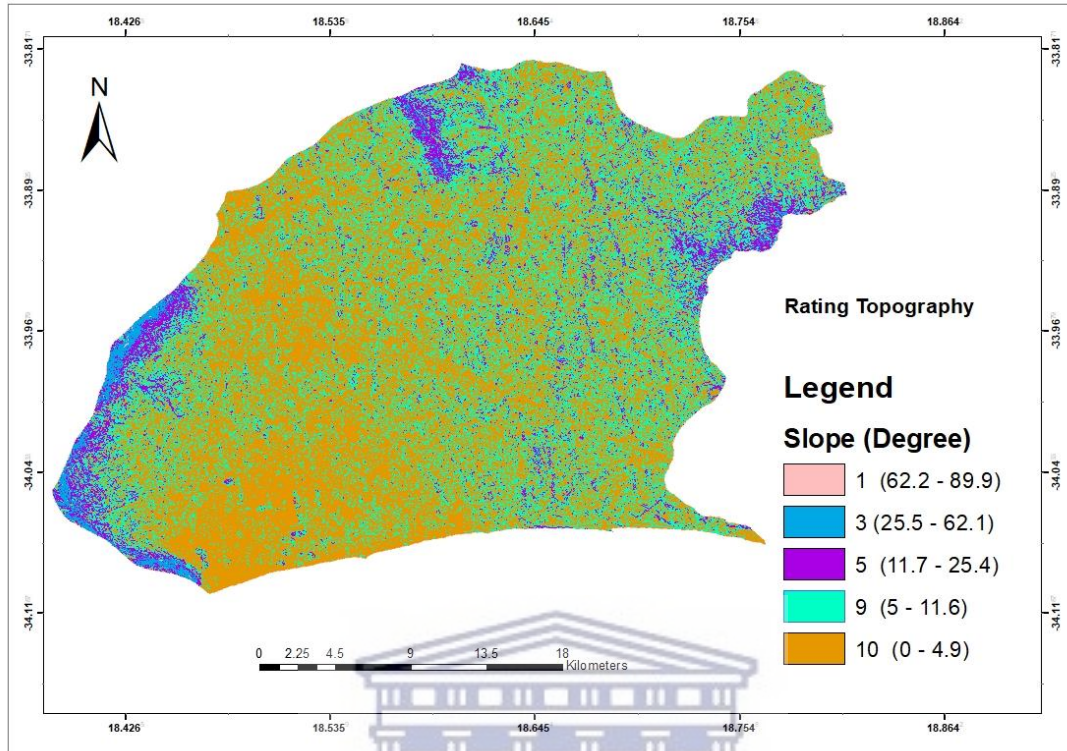 18.426 18.535 18.645 18.754 18.864
-33.81
N
-33.89
-33.96
-34.04
-34.11
-33.81
-33.89
-33.96
-34.04
-34.11
Rating Topography
Legend
Slope (Degree)
1 (62.2 - 89.9)
3 (25.5 - 62.1)
5 (11.7 - 25.4)
9 (5 - 11.6)
10 (0 - 4.9)
0 2.25 4.5 9 13.5 18
Kilometers
18.426 18.535 18.645 18.754 18.864